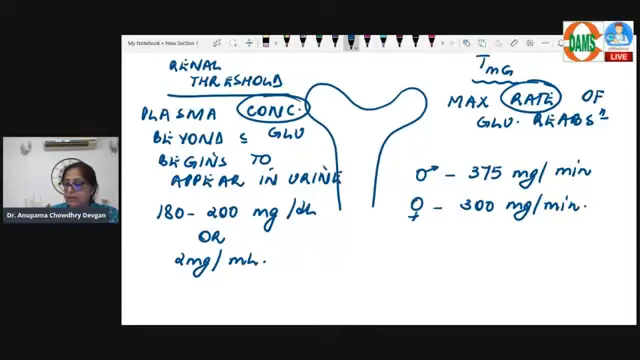 My Notebook • New Section 1
DAMS
LIVE
RENAL
THRESHOLD
PLASMA CONC.
GLU
BEYOND c
BEGINS TO
APPEAR IN URINE
180 - 200 mg/dL
OR
2mg/mL.
TmG
MAX RATE OF
GLU. REABSⁿ
♂ - 375 mg/min
♀ - 300 mg/min.
Dr. Anupama Chowdhry Devgan